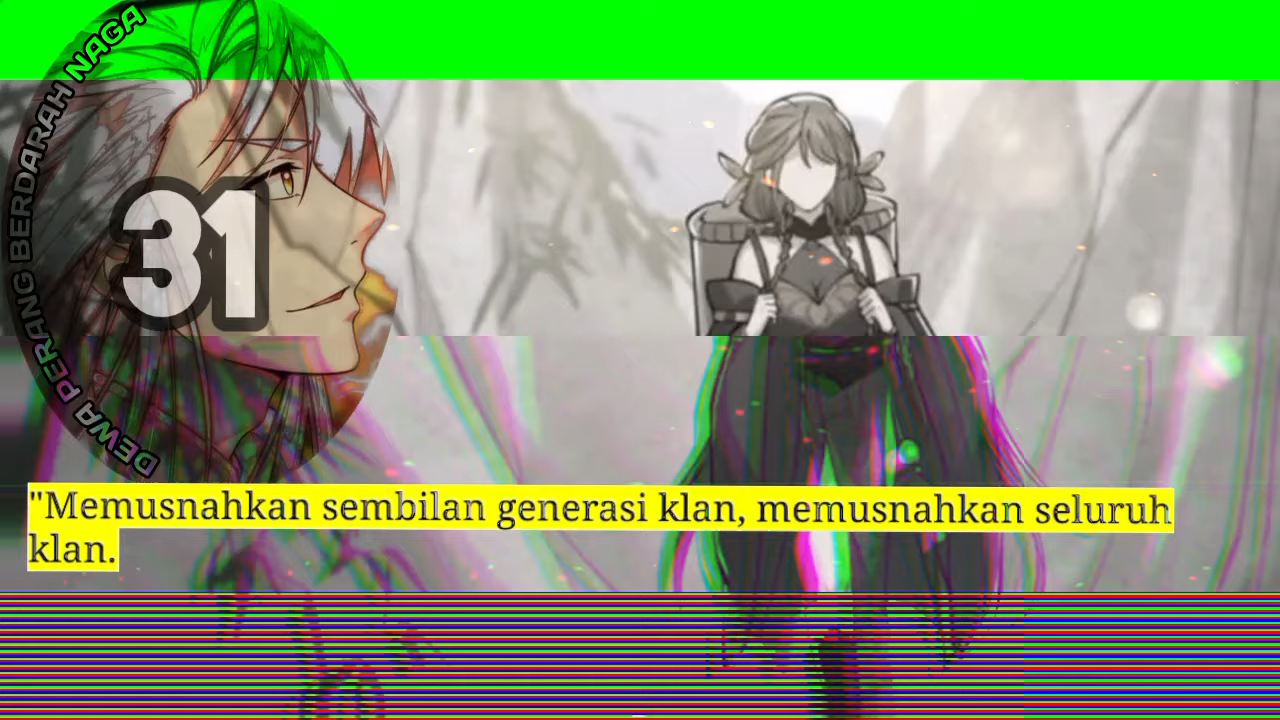 DEWA PERANG BERDARAH NAGA
31
"Memusnahkan sembilan generasi klan, memusnahkan seluruh
klan.